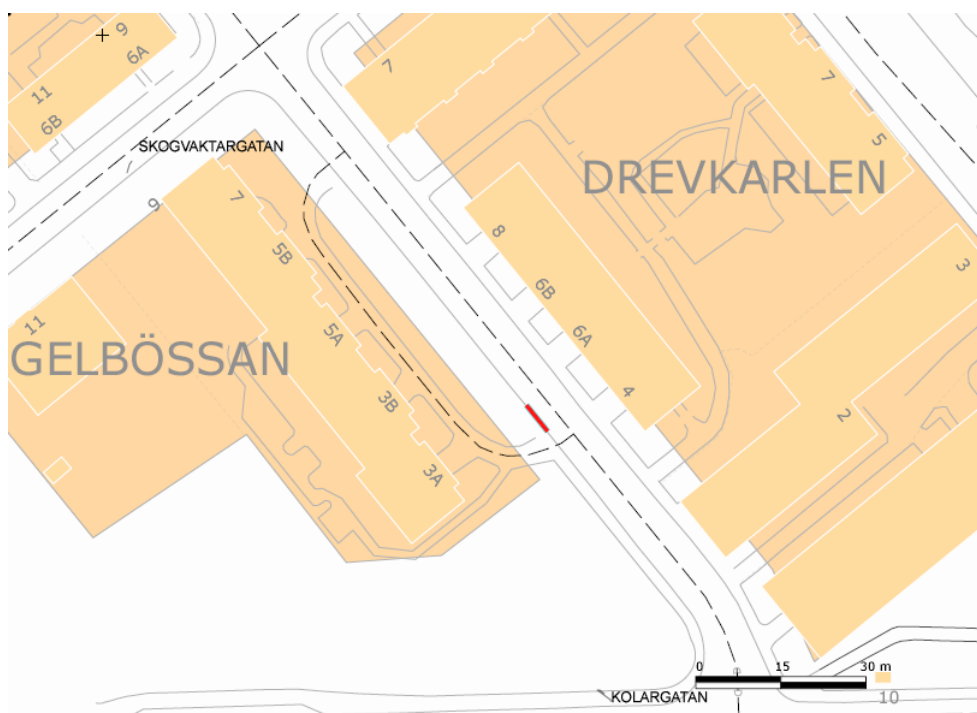 9
6A
11
6B
7
7
5
SKOGVAKTARGATAN
DREVKARLEN
9
7
8
5B
3
6B
11
5A
6A
GELBÖSSAN
3B
4
2
3A
0 15 30 m
KOLARGATAN
10